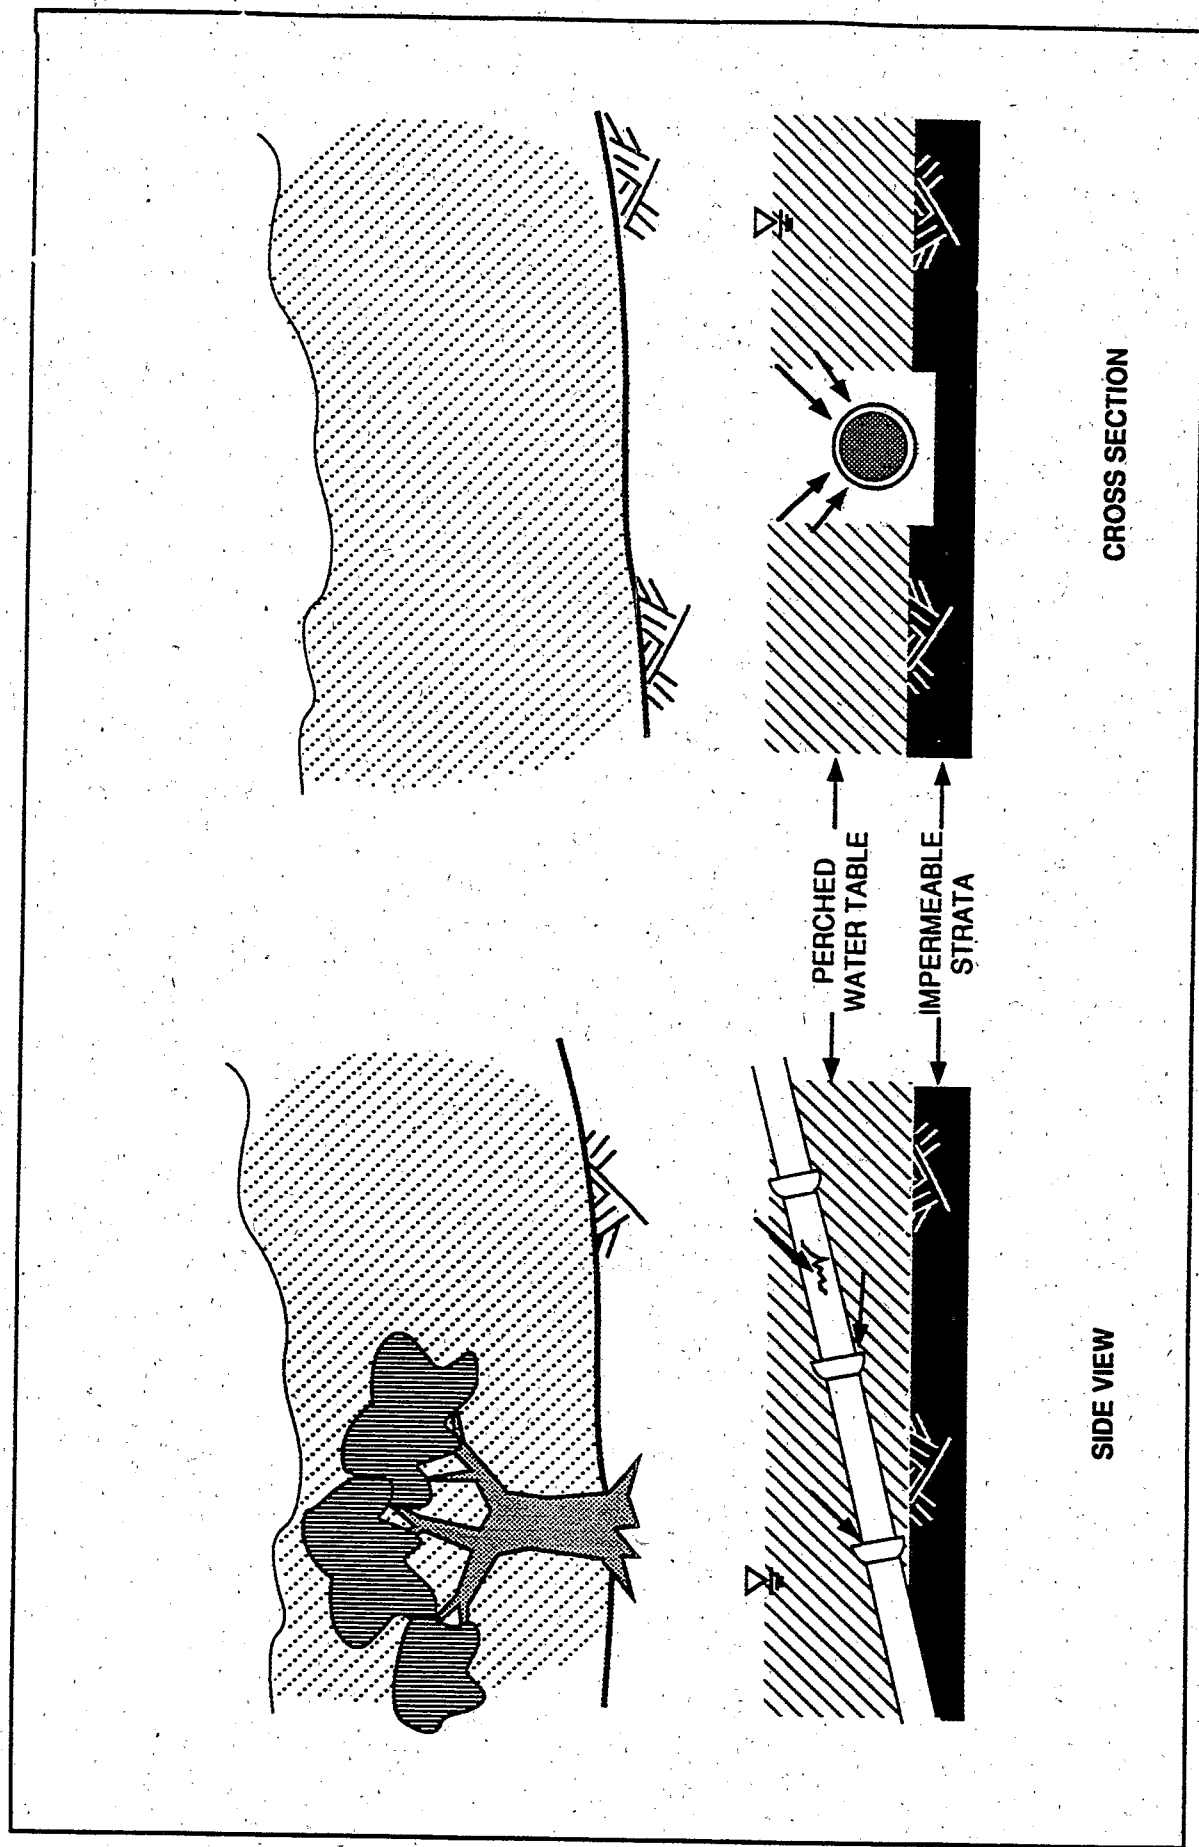 PERCHED
WATER TABLE
IMPERMEABLE
STRATA
SIDE VIEW
CROSS SECTION